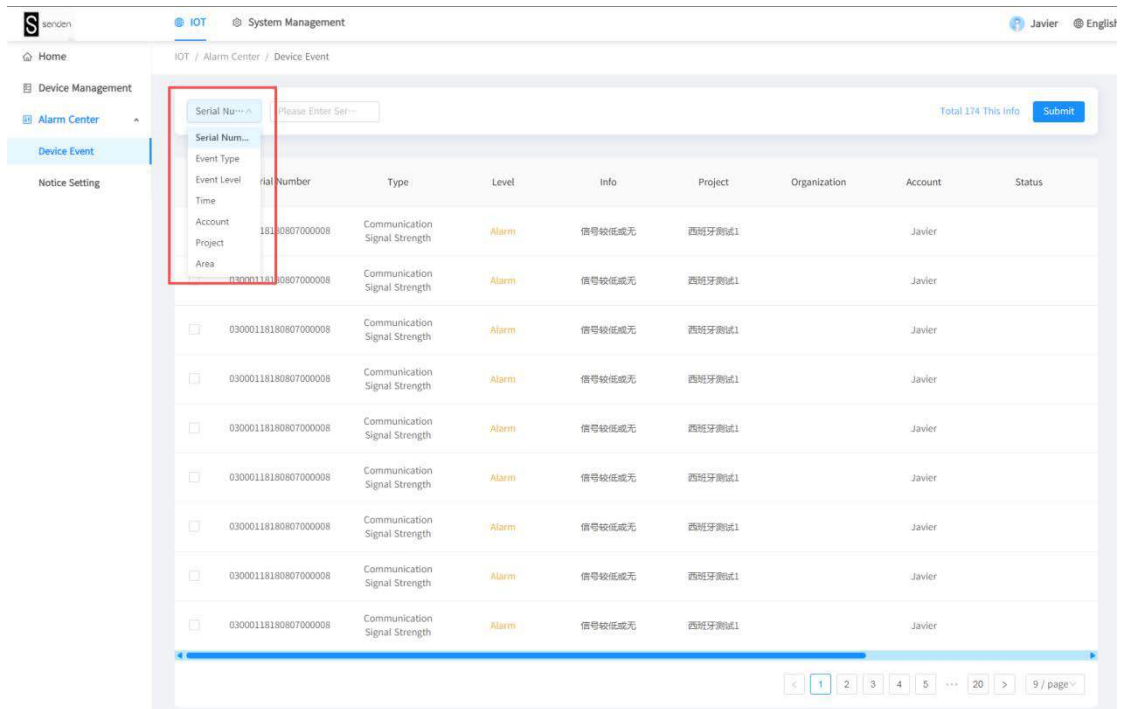 S senden
IOT
System Management
Javier
English
Home
IOT / Alarm Center / Device Event
Device Management
Serial Nu···
Please Enter Ser···
Total 174 This Info
Submit
Alarm Center
Serial Num...
Device Event
Event Type
Notice Setting
Event Level
Time
Account
Project
Area
rial Number
Type
Level
Info
Project
Organization
Account
Status
18180807000008
Communication
Signal Strength
Alarm
信号较低或无
西班牙测试1
Javier
03000118180807000008
Communication
Signal Strength
Alarm
信号较低或无
西班牙测试1
Javier
03000118180807000008
Communication
Signal Strength
Alarm
信号较低或无
西班牙测试1
Javier
03000118180807000008
Communication
Signal Strength
Alarm
信号较低或无
西班牙测试1
Javier
03000118180807000008
Communication
Signal Strength
Alarm
信号较低或无
西班牙测试1
Javier
03000118180807000008
Communication
Signal Strength
Alarm
信号较低或无
西班牙测试1
Javier
03000118180807000008
Communication
Signal Strength
Alarm
信号较低或无
西班牙测试1
Javier
03000118180807000008
Communication
Signal Strength
Alarm
信号较低或无
西班牙测试1
Javier
03000118180807000008
Communication
Signal Strength
Alarm
信号较低或无
西班牙测试1
Javier
< 1 2 3 4 5 ··· 20 > 9 / page